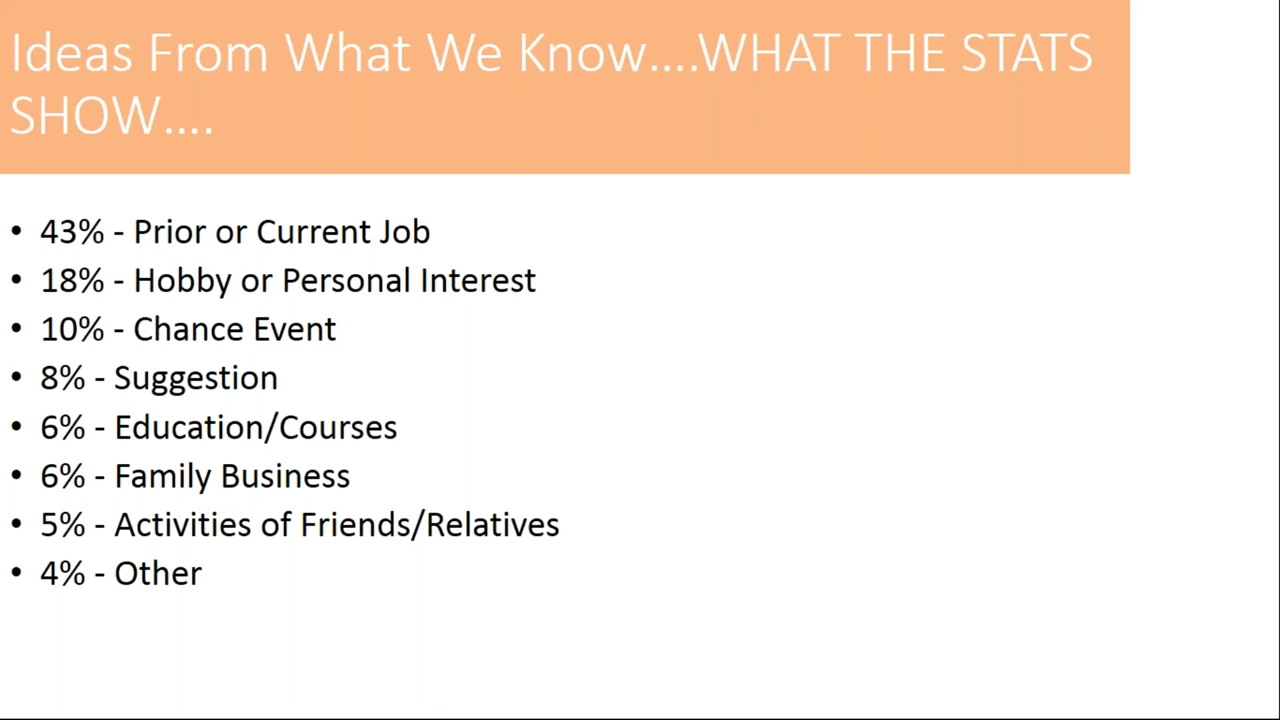 Ideas From What We Know....WHAT THE STATS
SHOW....
• 43% - Prior or Current Job
• 18% - Hobby or Personal Interest
• 10% - Chance Event
• 8% - Suggestion
• 6% - Education/Courses
• 6% - Family Business
• 5% - Activities of Friends/Relatives
• 4% - Other